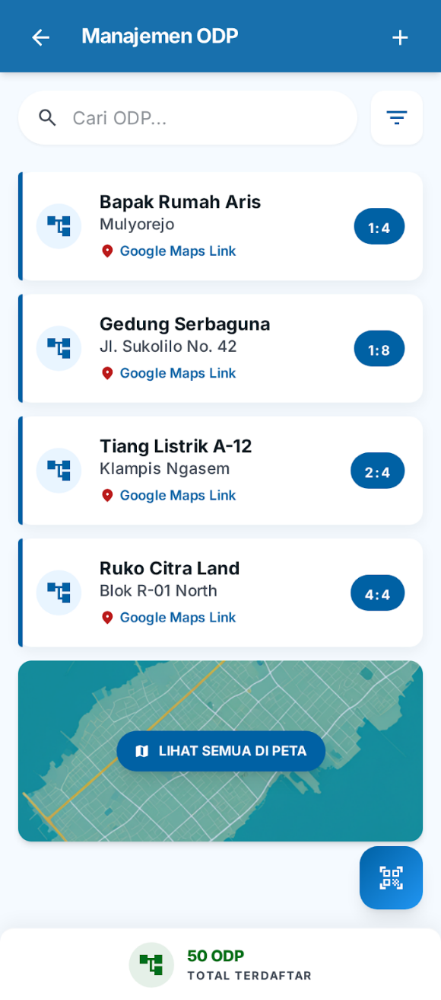 Manajemen ODP
Cari ODP...
Bapak Rumah Aris
Mulyorejo
Google Maps Link
1:4
Gedung Serbaguna
Jl. Sukolilo No. 42
Google Maps Link
1:8
Tiang Listrik A-12
Klampis Ngasem
Google Maps Link
2:4
Ruko Citra Land
Blok R-01 North
Google Maps Link
4:4
LIHAT SEMUA DI PETA
50 ODP
TOTAL TERDAFTAR